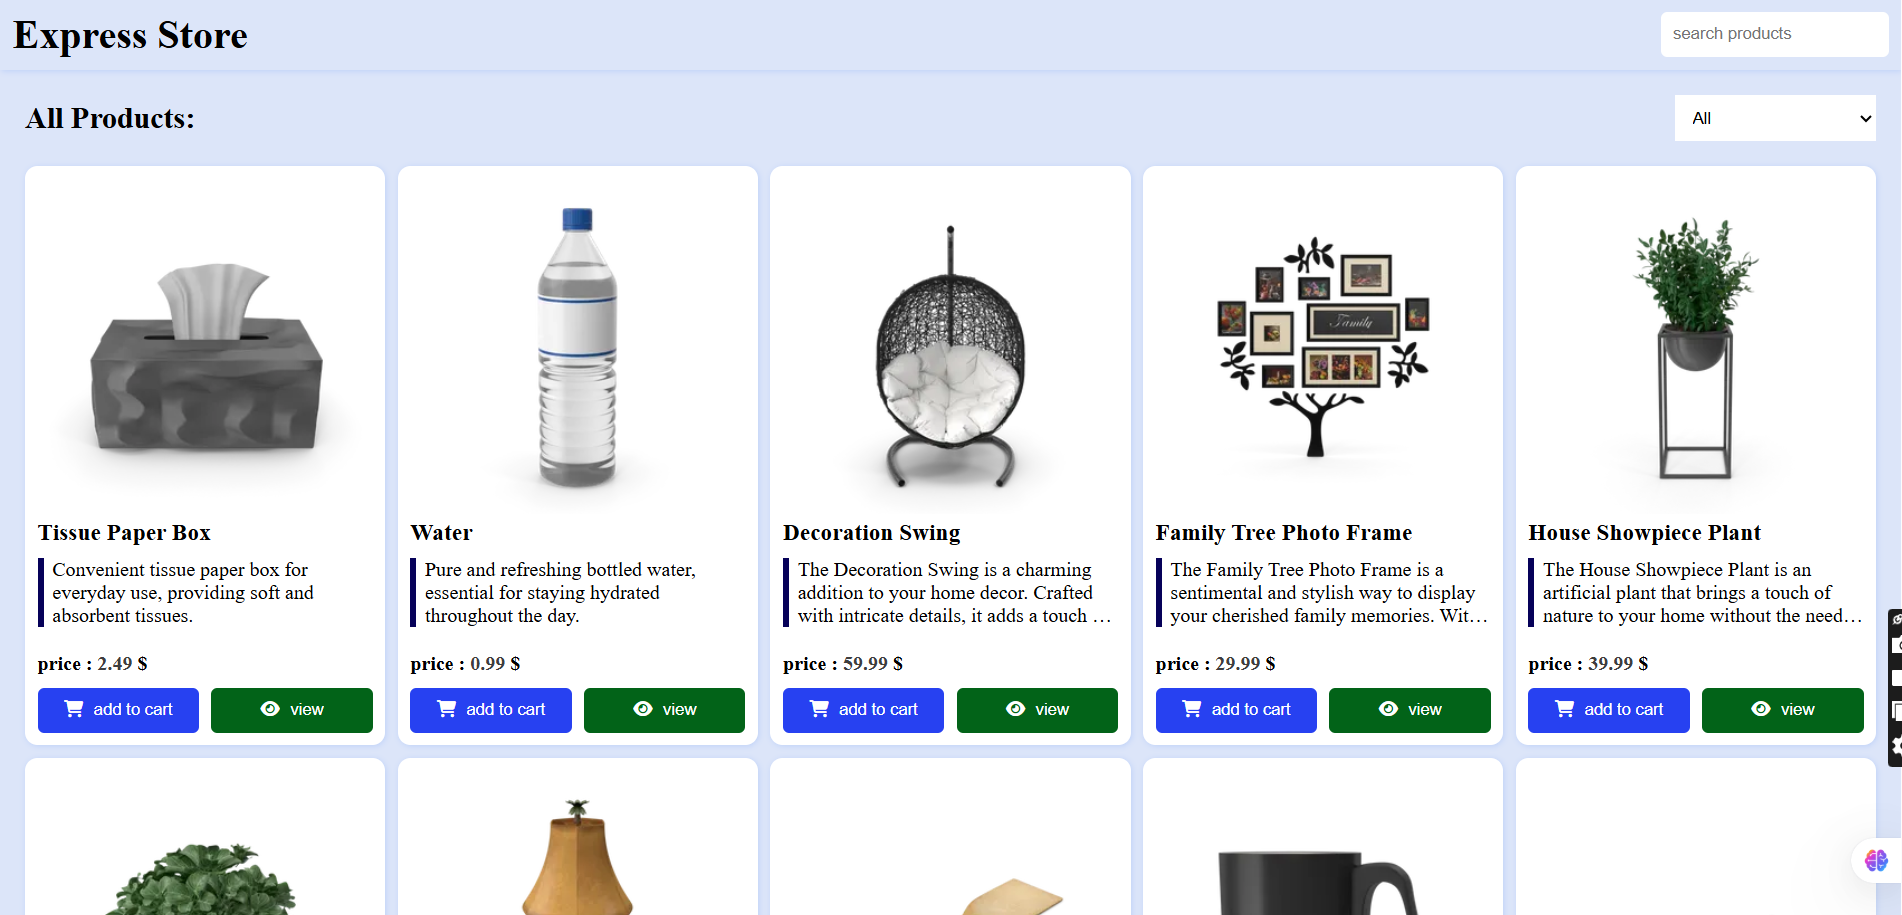 Express Store
search products
All Products:
All
Family
Tissue Paper Box
Convenient tissue paper box for
everyday use, providing soft and
absorbent tissues.
price : 2.49 $
add to cart
view
Water
Pure and refreshing bottled water,
essential for staying hydrated
throughout the day.
price : 0.99 $
add to cart
view
Decoration Swing
The Decoration Swing is a charming
addition to your home decor. Crafted
with intricate details, it adds a touch …
price : 59.99 $
add to cart
view
Family Tree Photo Frame
The Family Tree Photo Frame is a
sentimental and stylish way to display
your cherished family memories. Wit…
price : 29.99 $
add to cart
view
House Showpiece Plant
The House Showpiece Plant is an
artificial plant that brings a touch of
nature to your home without the need…
price : 39.99 $
add to cart
view